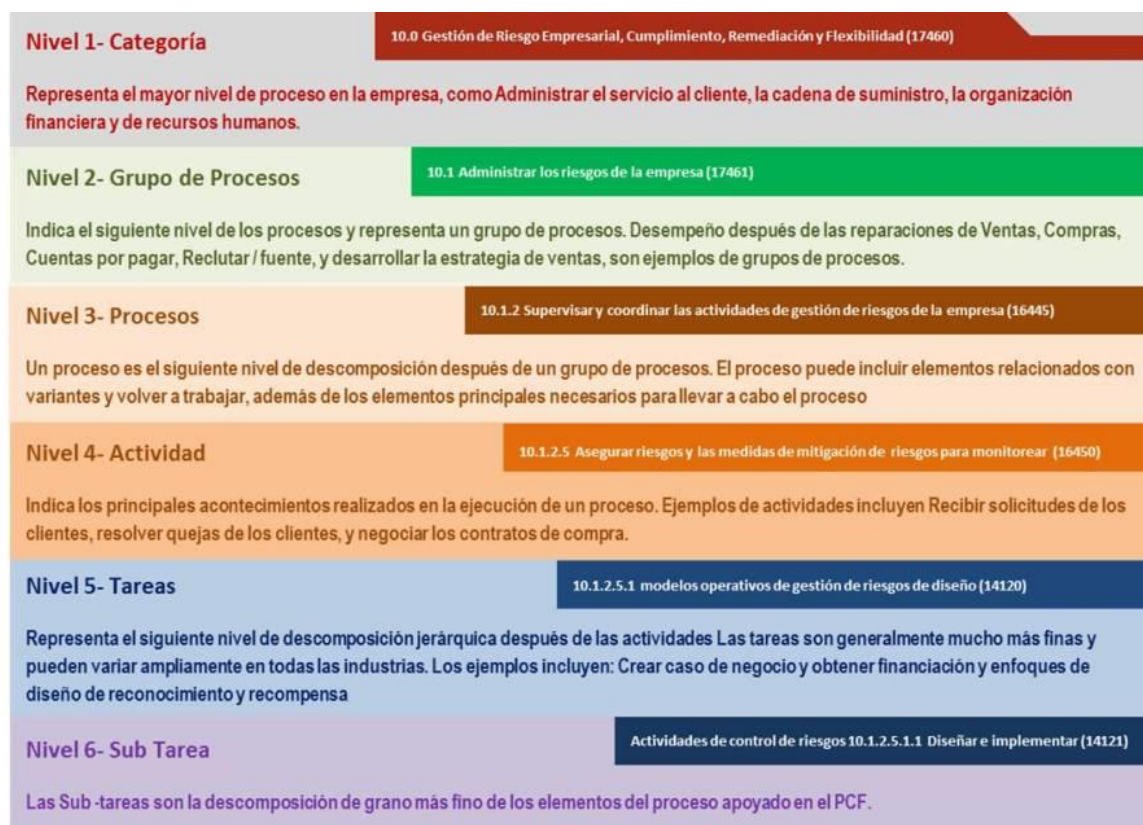 Nivel 1- Categoría
10.0 Gestión de Riesgo Empresarial, Cumplimiento, Remediación y Flexibilidad (17460)
Representa el mayor nivel de proceso en la empresa, como Administrar el servicio al cliente, la cadena de suministro, la organización
financiera y de recursos humanos.
Nivel 2- Grupo de Procesos
10.1 Administrar los riesgos de la empresa (17461)
Indica el siguiente nivel de los procesos y representa un grupo de procesos. Desempeño después de las reparaciones de Ventas, Compras,
Cuentas por pagar, Reclutar / fuente, y desarrollar la estrategia de ventas, son ejemplos de grupos de procesos.
Nivel 3- Procesos
10.1.2 Supervisar y coordinar las actividades de gestión de riesgos de la empresa (16445)
Un proceso es el siguiente nivel de descomposición después de un grupo de procesos. El proceso puede incluir elementos relacionados con
variantes y volver a trabajar, además de los elementos principales necesarios para llevar a cabo el proceso
Nivel 4- Actividad
10.1.2.5 Asegurar riesgos y las medidas de mitigación de riesgos para monitorear (16450)
Indica los principales acontecimientos realizados en la ejecución de un proceso. Ejemplos de actividades incluyen Recibir solicitudes de los
clientes, resolver quejas de los clientes, y negociar los contratos de compra.
Nivel 5- Tareas
10.1.2.5.1 modelos operativos de gestión de riesgos de diseño (14120)
Representa el siguiente nivel de descomposición jerárquica después de las actividades Las tareas son generalmente mucho más finas y
pueden variar ampliamente en todas las industrias. Los ejemplos incluyen: Crear caso de negocio y obtener financiación y enfoques de
diseño de reconocimiento y recompensa
Nivel 6- Sub Tarea
Actividades de control de riesgos 10.1.2.5.1.1 Diseñar e implementar (14121)
Las Sub -tareas son la descomposición de grano más fino de los elementos del proceso apoyado en el PCF.